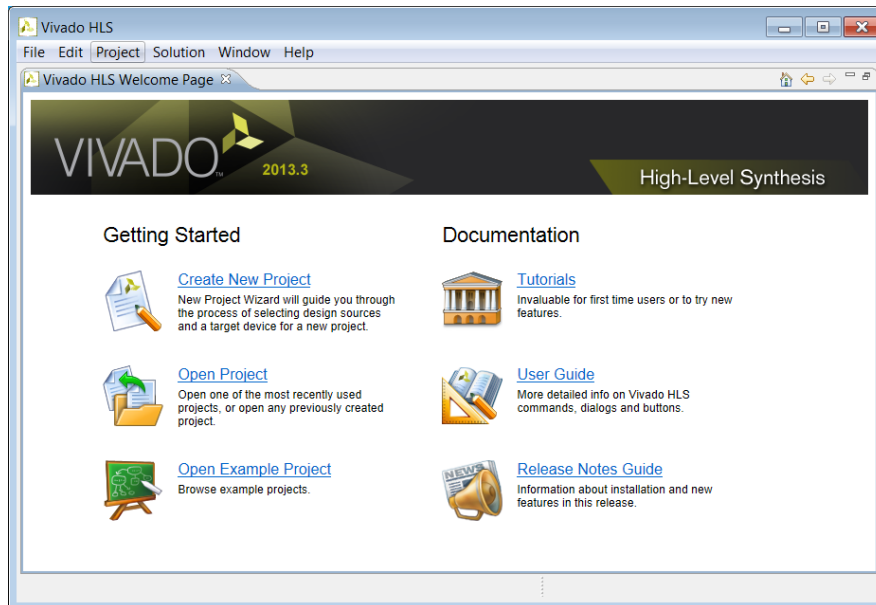 Vivado HLS
File Edit Project Solution Window Help
Vivado HLS Welcome Page
VIVADO™ 2013.3
High-Level Synthesis
Getting Started
Create New Project
New Project Wizard will guide you through
the process of selecting design sources
and a target device for a new project.
Open Project
Open one of the most recently used
projects, or open any previously created
project.
Open Example Project
Browse example projects.
Documentation
Tutorials
Invaluable for first time users or to try new
features.
User Guide
More detailed info on Vivado HLS
commands, dialogs and buttons.
NEWS
Release Notes Guide
Information about installation and new
features in this release.